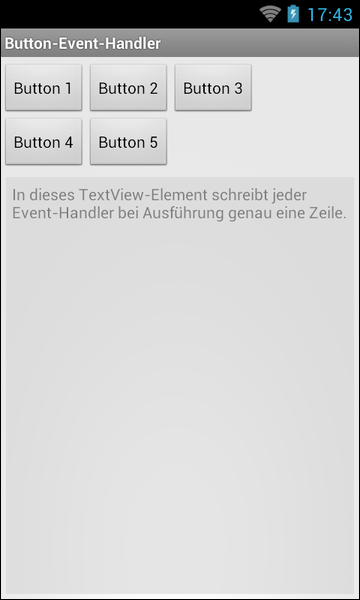 17:43
Button-Event-Handler
Button 1 Button 2 Button 3
Button 4 Button 5
In dieses TextView-Element schreibt jeder
Event-Handler bei Ausführung genau eine Zeile.